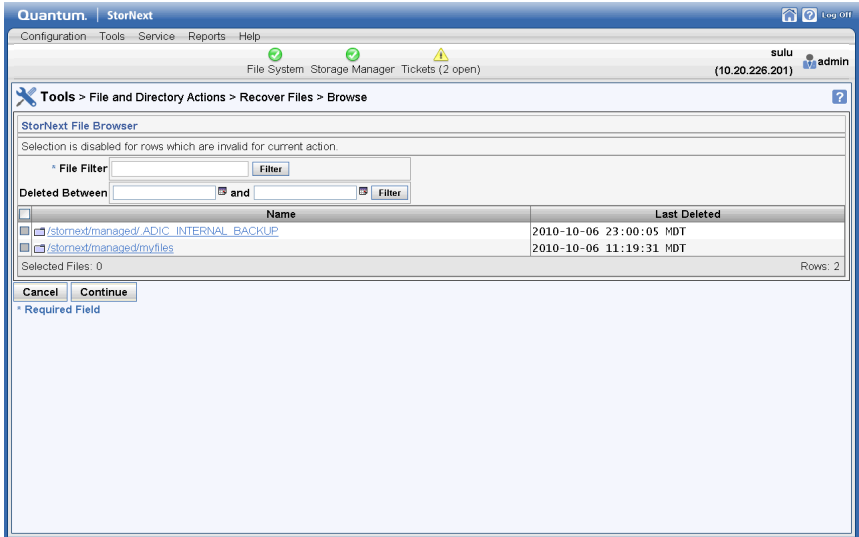 Quantum. | StorNext Log Off
Configuration Tools Service Reports Help
File System Storage Manager Tickets (2 open)
sulu
(10.20.226.201)
admin
Tools > File and Directory Actions > Recover Files > Browse
StorNext File Browser
Selection is disabled for rows which are invalid for current action.
* File Filter Filter
Deleted Between and Filter
Name Last Deleted
/stornext/managed/.ADIC_INTERNAL_BACKUP 2010-10-06 23:00:05 MDT
/stornext/managed/myfiles 2010-10-06 11:19:31 MDT
Selected Files: 0 Rows: 2
Cancel Continue
* Required Field